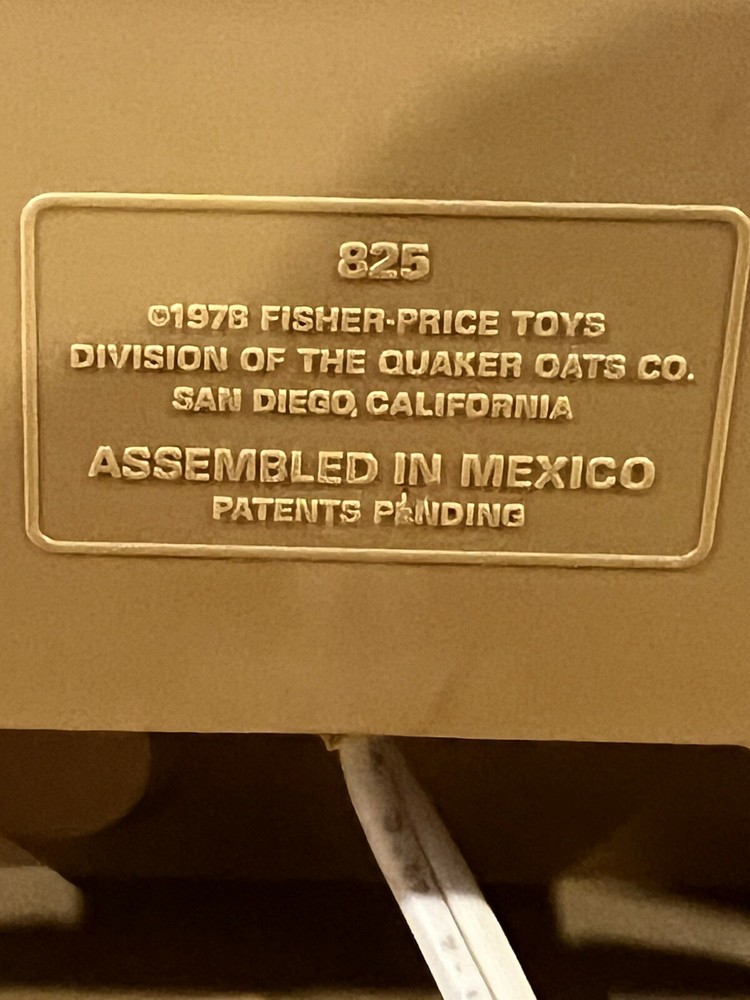 825
©1978 FISHER-PRICE TOYS
DIVISION OF THE QUAKER OATS CO.
SAN DIEGO, CALIFORNIA
ASSEMBLED IN MEXICO
PATENTS PENDING